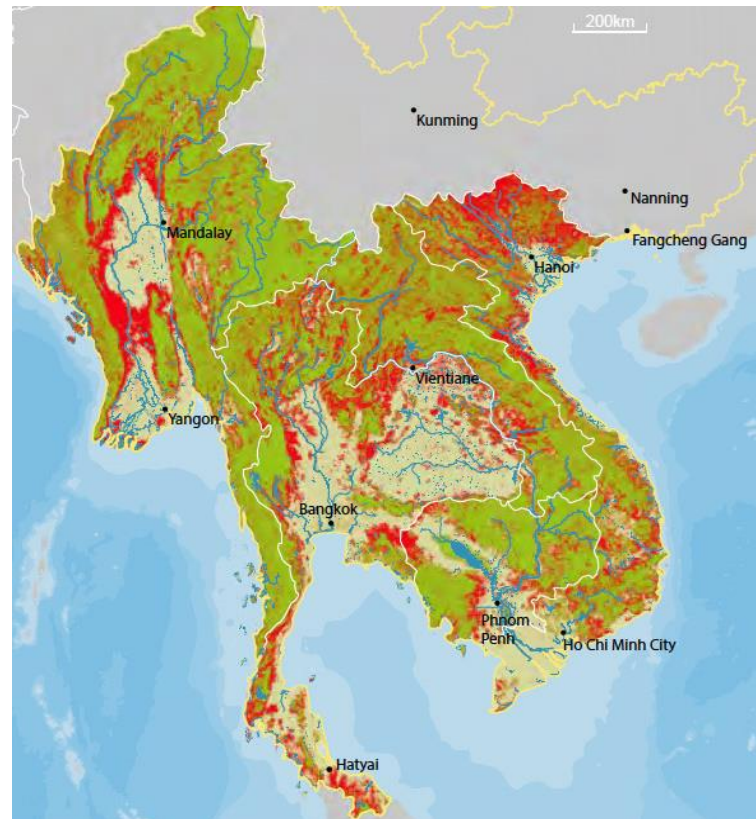 200km
Kunming
Nanning
Mandalay
Fangcheng Gang
Hanoi
Vientiane
Yangon
Bangkok
Phnom
Penh
Ho Chi Minh City
Hatyai